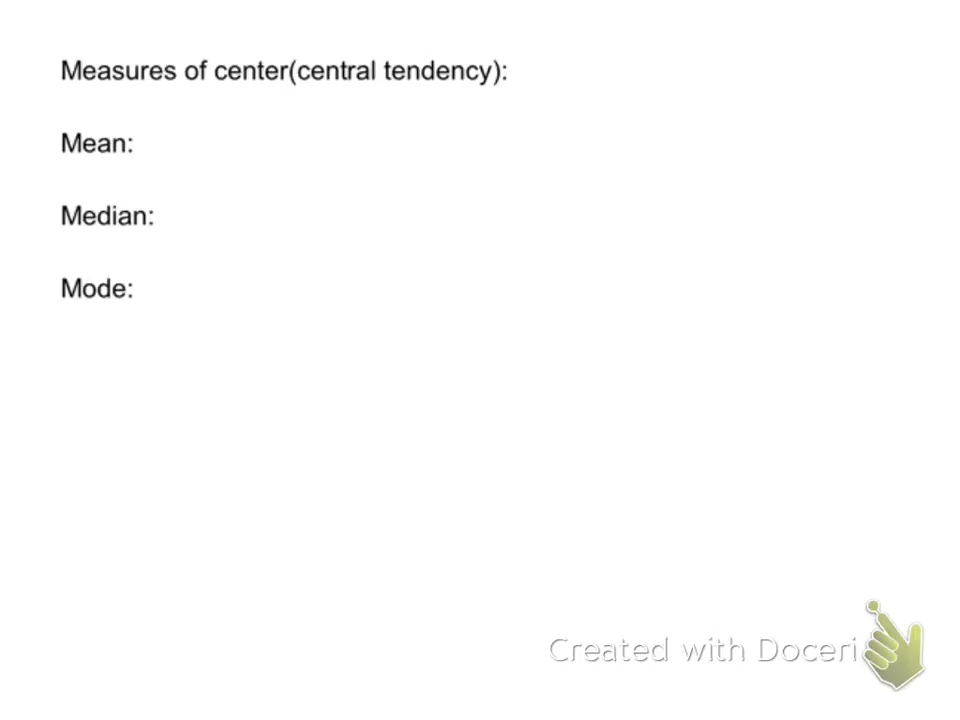 Measures of center(central tendency):
Mean:
Median:
Mode:
Created with Doceri